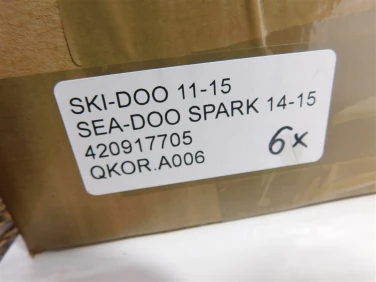 SKI-DOO 11-15
SEA-DOO SPARK 14-15
420917705
QKOR.A006
6x